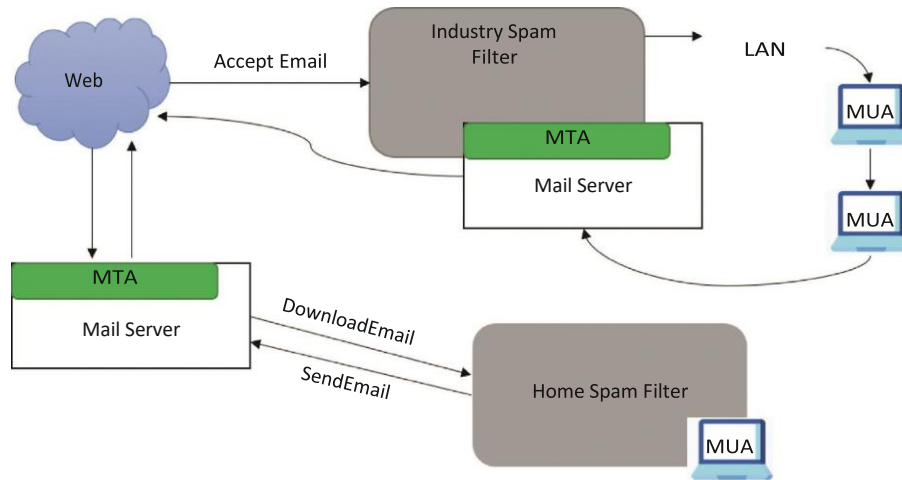 Industry Spam
Filter
Web
Accept Email
LAN
MUA
MTA
Mail Server
MUA
MTA
Mail Server
DownloadEmail
SendEmail
Home Spam Filter
MUA